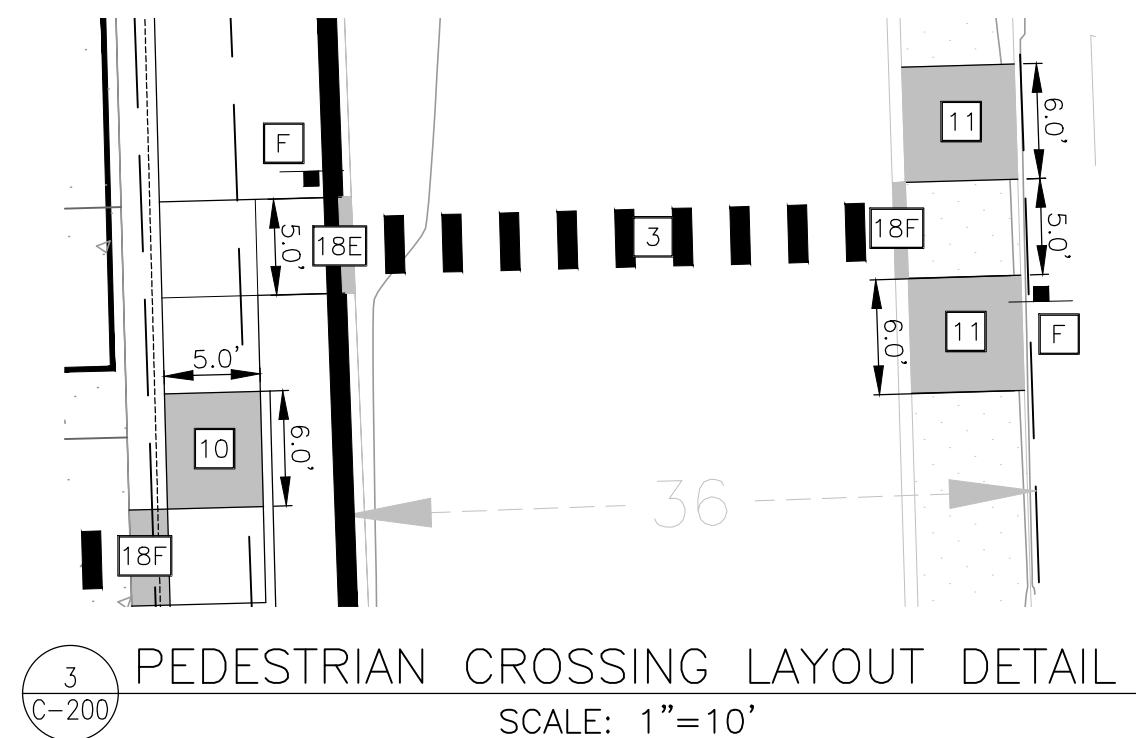 11
6.0'
F
5.0'
18E
3
18F
5.0'
11
6.0'
F
5.0'
10
6.0'
36
18F
3
C-200
PEDESTRIAN CROSSING LAYOUT DETAIL
SCALE: 1"=10'